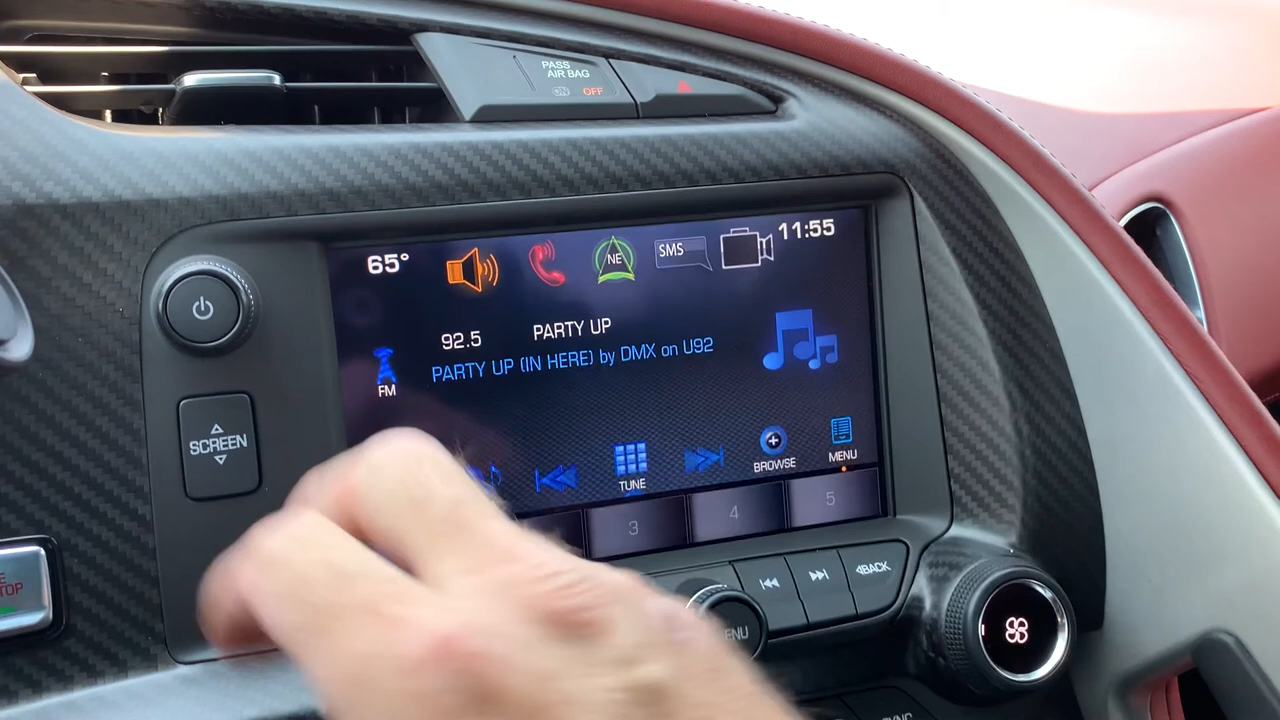 PASS
AIR BAG
ON OFF
65°
NE
SMS
11:55
92.5 PARTY UP
PARTY UP (IN HERE) by DMX on U92
FM
SCREEN
TUNE
BROWSE
MENU
3 4 5
BACK